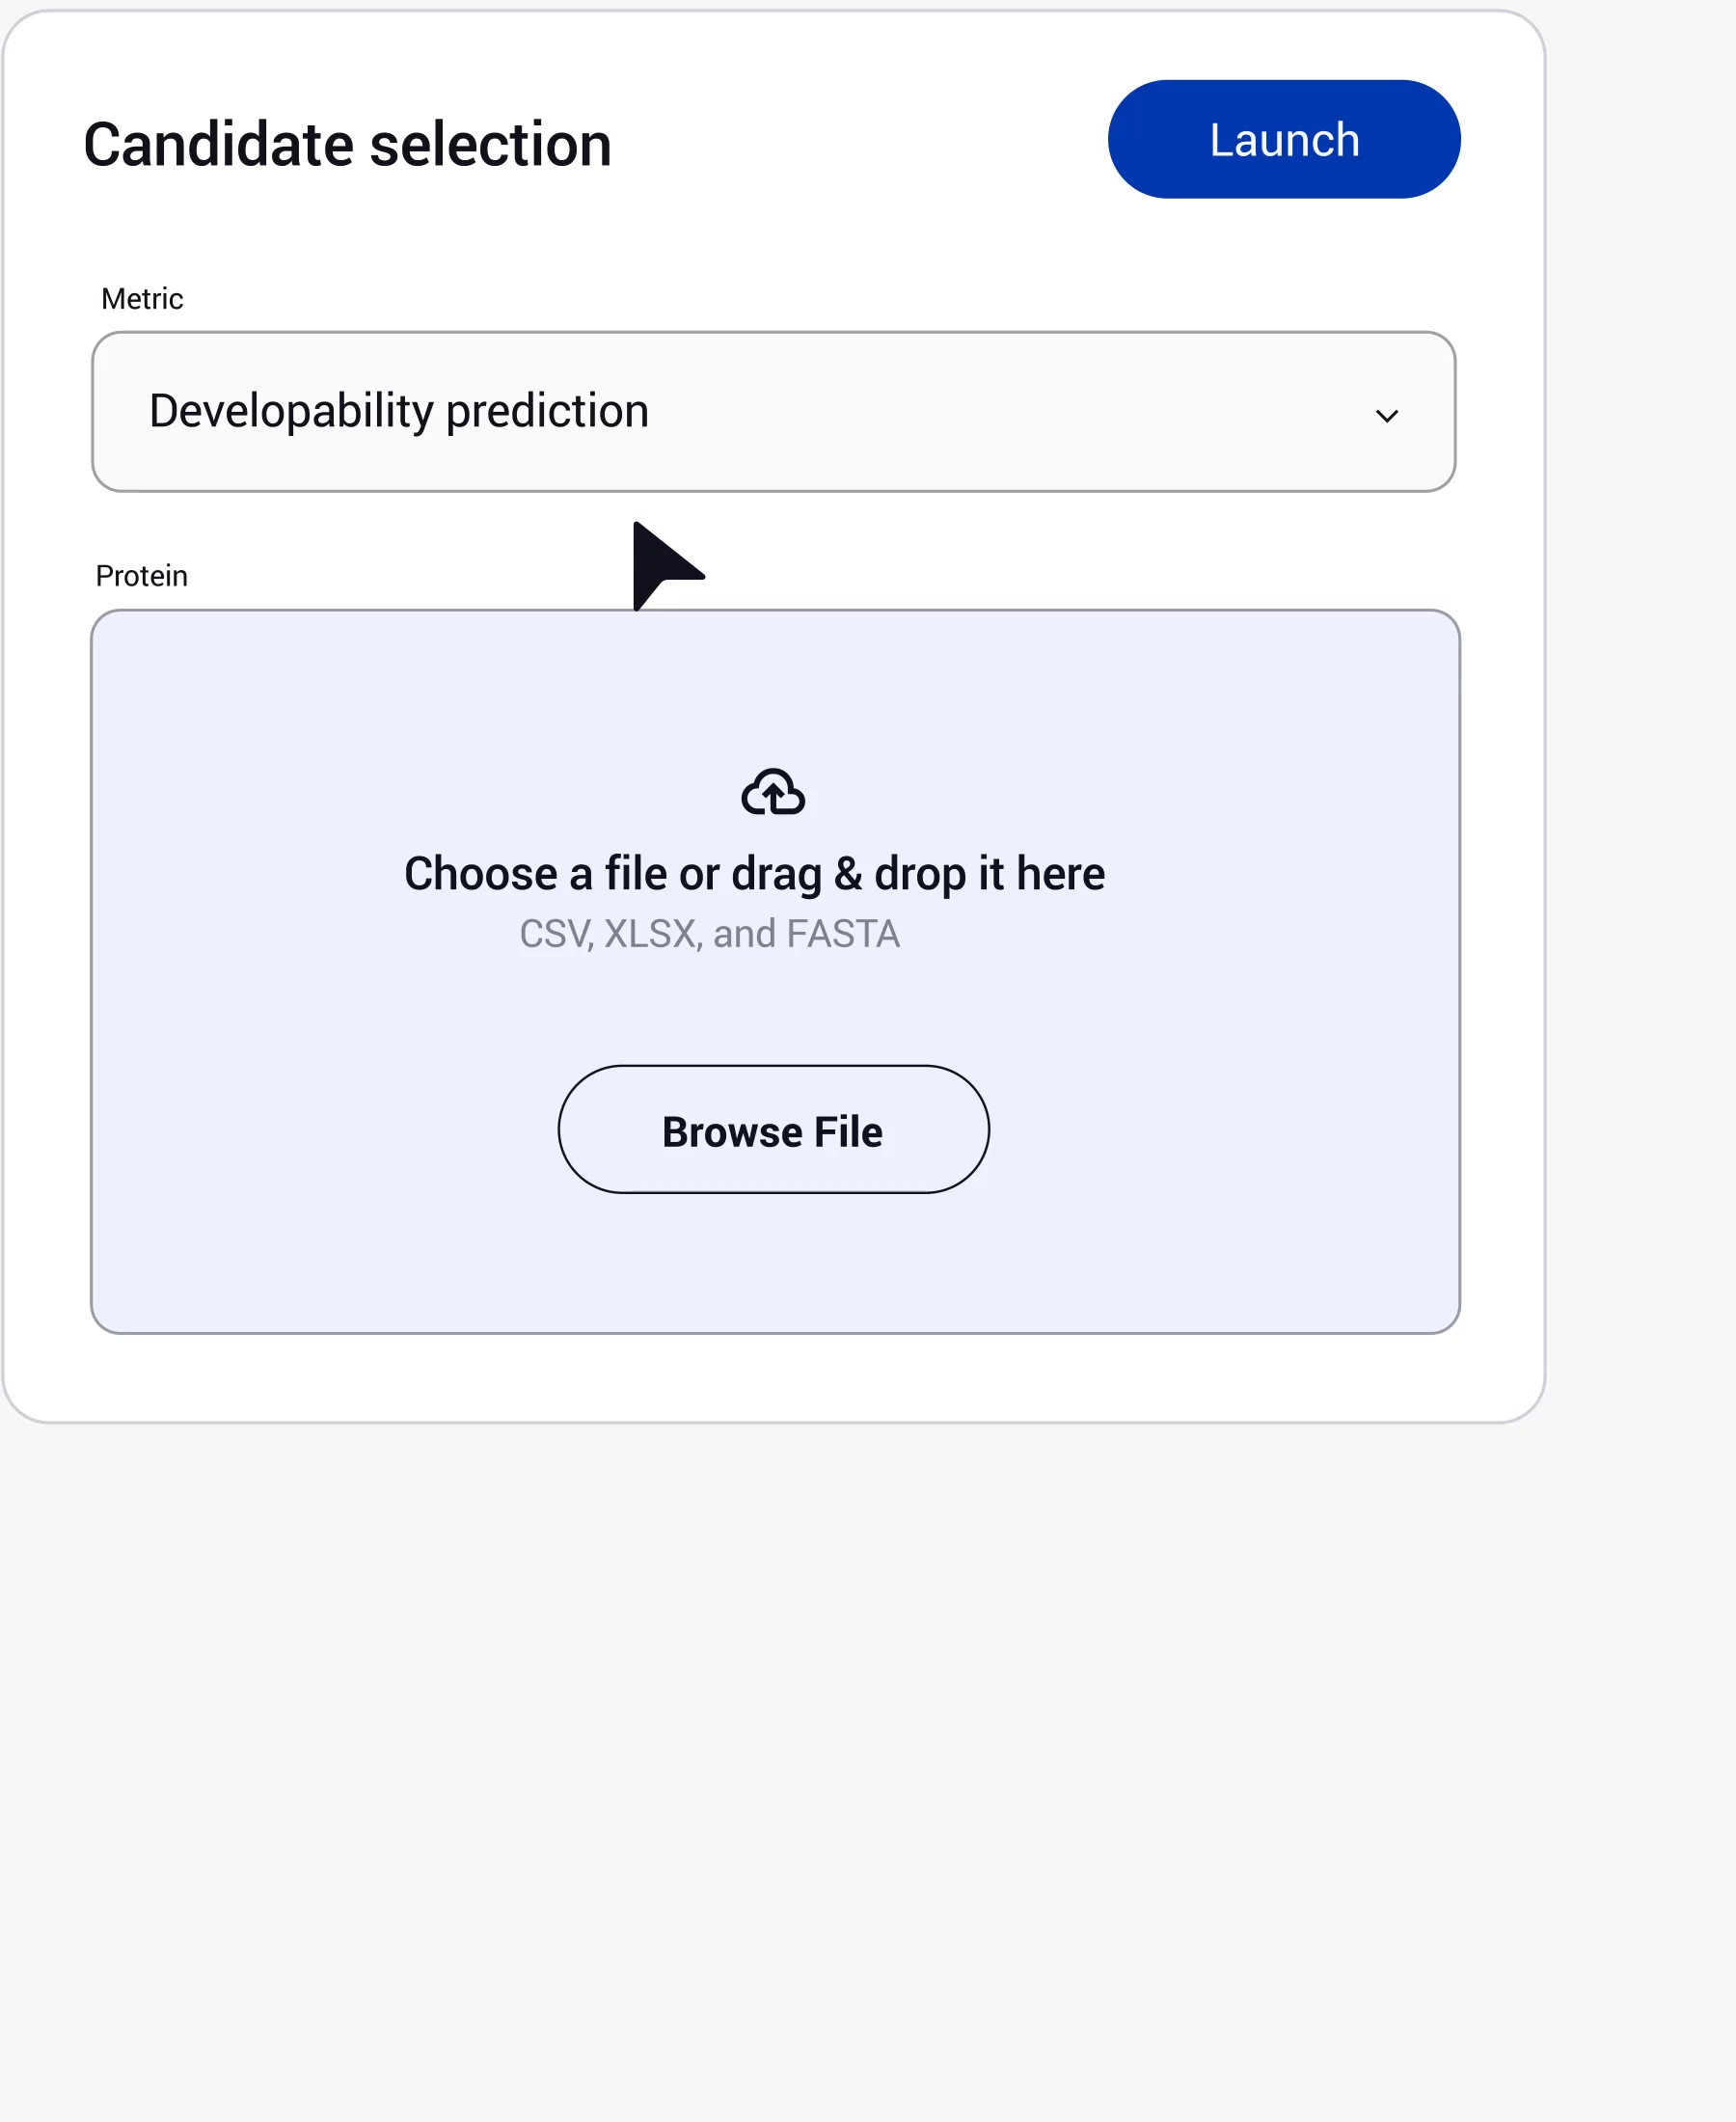 Candidate selection
Launch
Metric
Developability prediction
Protein
Choose a file or drag & drop it here
CSV, XLSX, and FASTA
Browse File